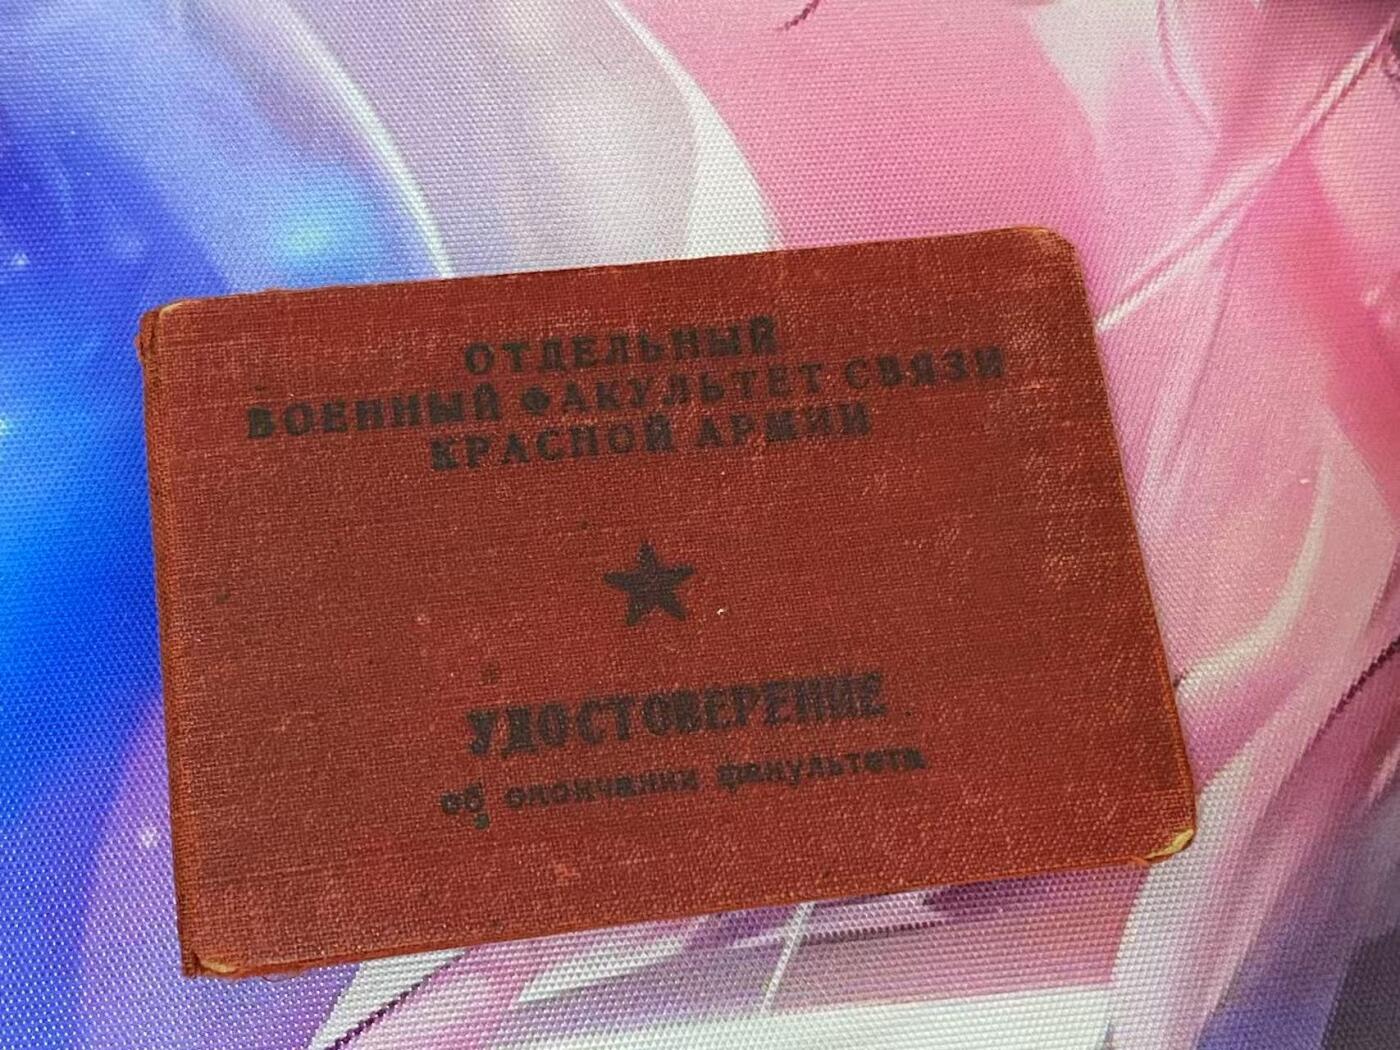 ОТДЕЛЬНЫЙ
ВОЕННЫЙ ФАКУЛЬТЕТ СВЯЗИ
КРАСНОЙ АРМИИ
УДОСТОВЕРЕНИЕ
об окончании факультета